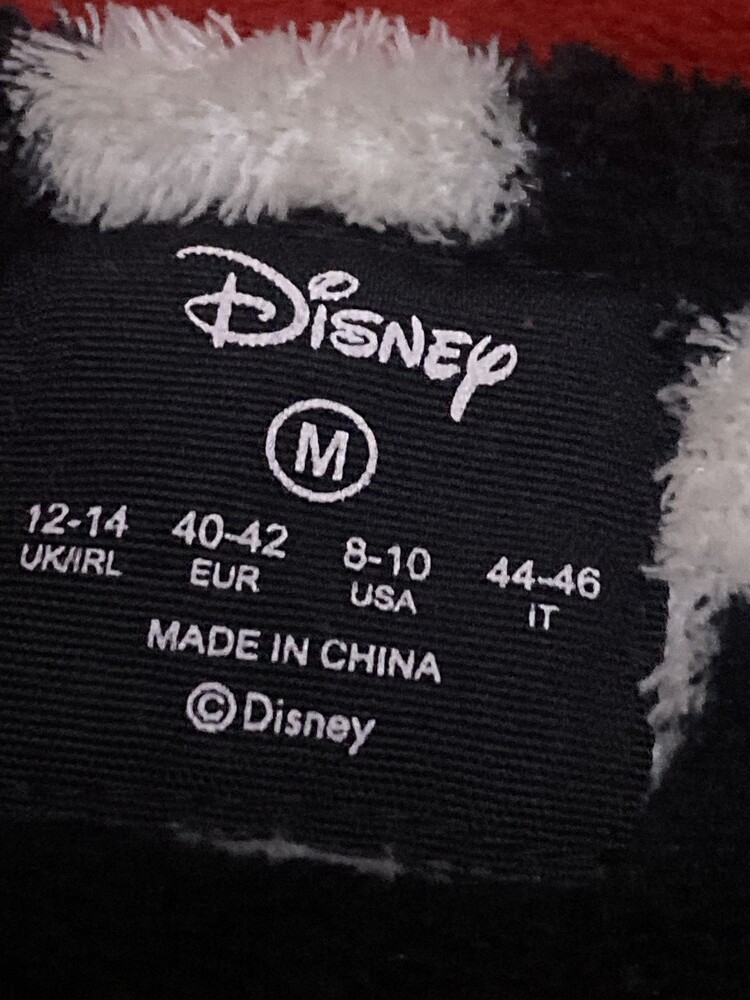 Disney
M
12-14 40-42 8-10 44-46
UK/IRL EUR USA IT
MADE IN CHINA
©Disney